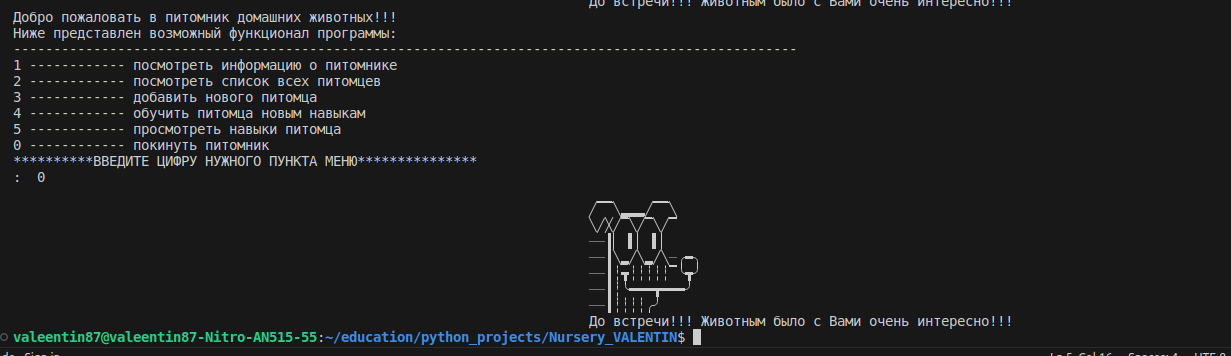 До встречи!!! Животным было с Вами очень интересно!!!
Добро пожаловать в питомник домашних животных!!!
Ниже представлен возможный функционал программы:
--------------------------------------------------------------------------------------------------
1 ------------ посмотреть информацию о питомнике
2 ------------ посмотреть список всех питомцев
3 ------------ добавить нового питомца
4 ------------ обучить питомца новым навыкам
5 ------------ просмотреть навыки питомца
0 ------------ покинуть питомник
**********ВВЕДИТЕ ЦИФРУ НУЖНОГО ПУНКТА МЕНЮ***************
:  0
До встречи!!! Животным было с Вами очень интересно!!!
valeentin87@valeentin87-Nitro-AN515-55:~/education/python_projects/Nursery_VALENTIN$